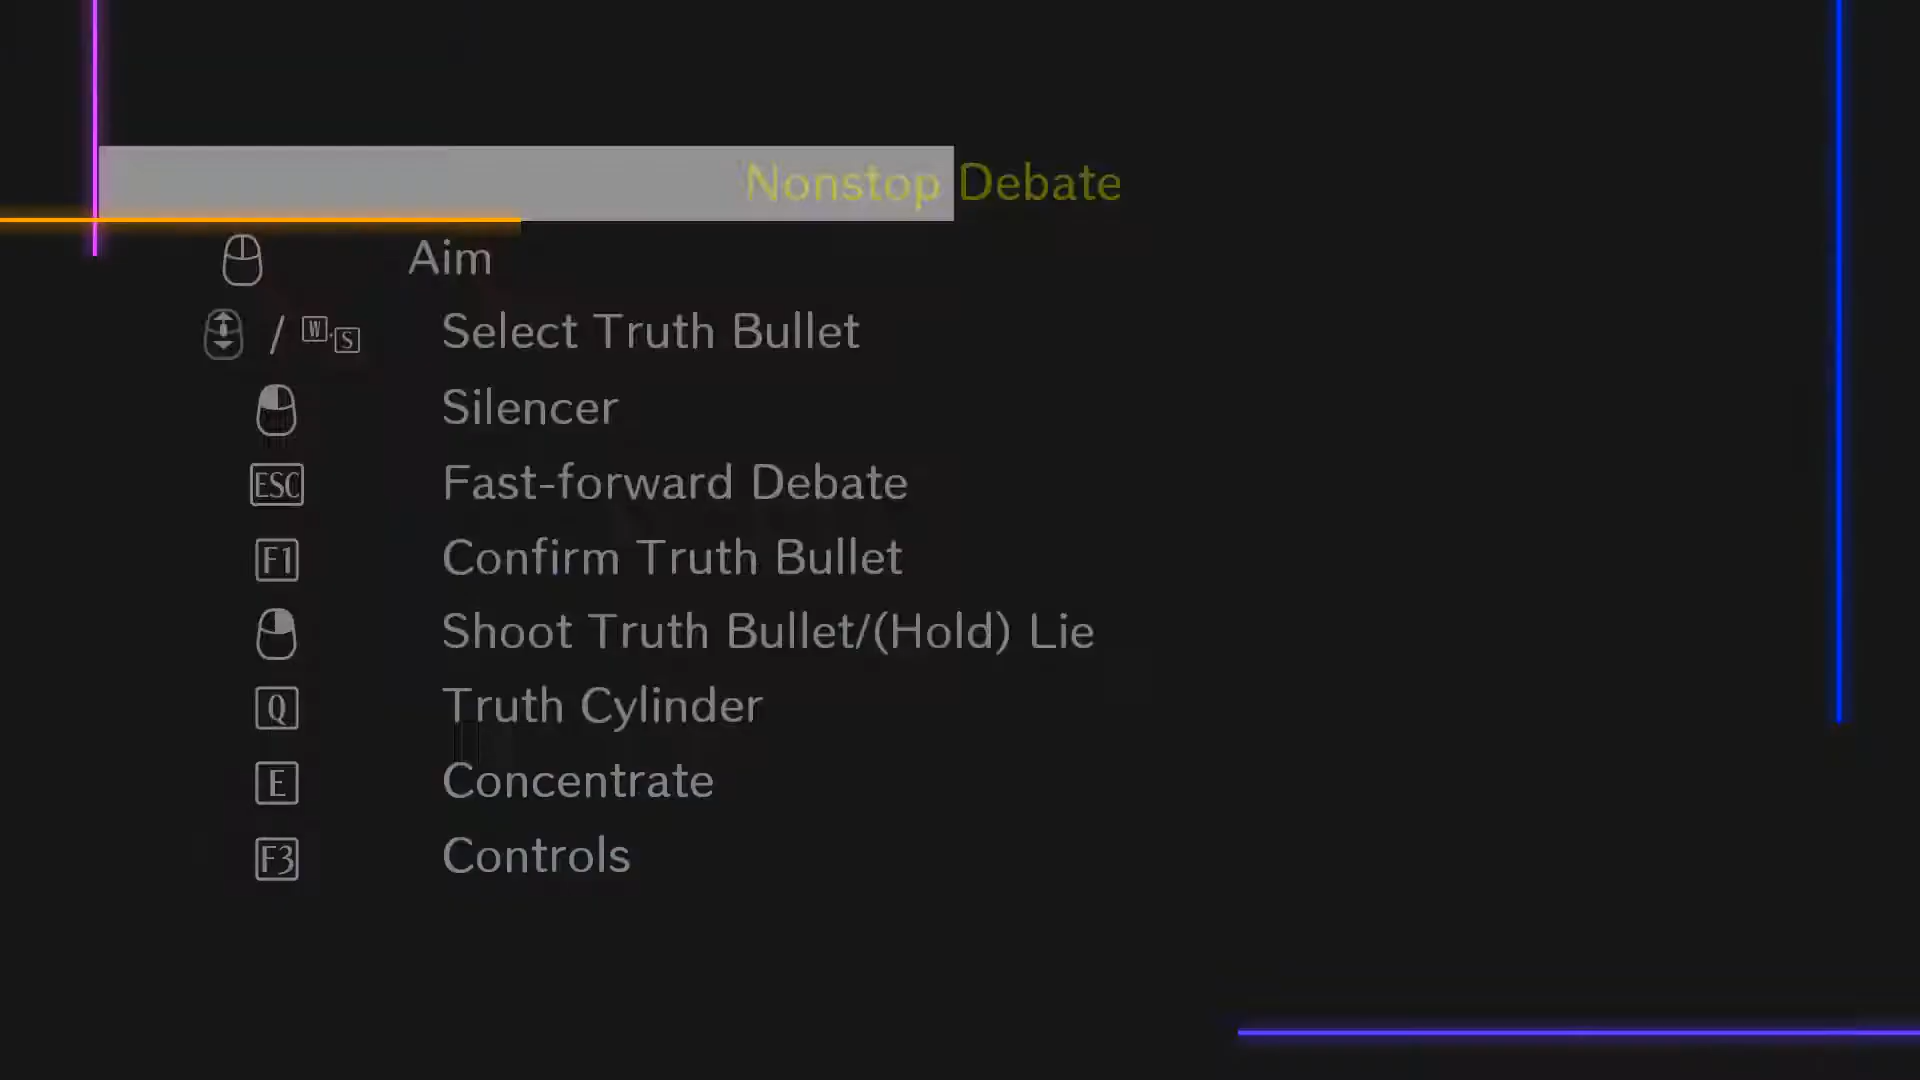 Nonstop Debate
Aim
/ W·S Select Truth Bullet
Silencer
ESC Fast-forward Debate
F1 Confirm Truth Bullet
Shoot Truth Bullet/(Hold) Lie
Q Truth Cylinder
E Concentrate
F3 Controls